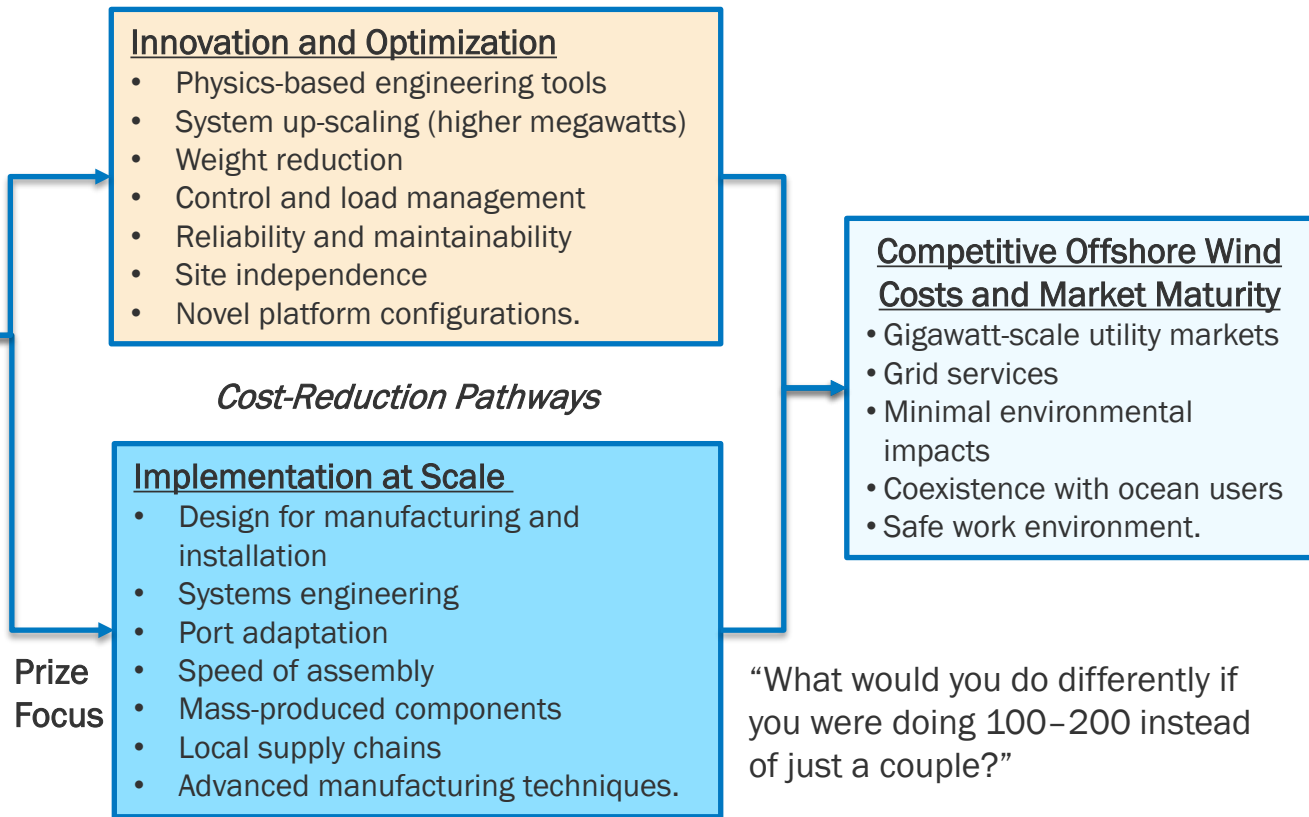 Innovation and Optimization
• Physics-based engineering tools
• System up-scaling (higher megawatts)
• Weight reduction
• Control and load management
• Reliability and maintainability
• Site independence
• Novel platform configurations.
Cost-Reduction Pathways
Implementation at Scale
• Design for manufacturing and
installation
• Systems engineering
• Port adaptation
• Speed of assembly
• Mass-produced components
• Local supply chains
• Advanced manufacturing techniques.
Prize
Focus
Competitive Offshore Wind
Costs and Market Maturity
• Gigawatt-scale utility markets
• Grid services
• Minimal environmental
impacts
• Coexistence with ocean users
• Safe work environment.
“What would you do differently if
you were doing 100–200 instead
of just a couple?”